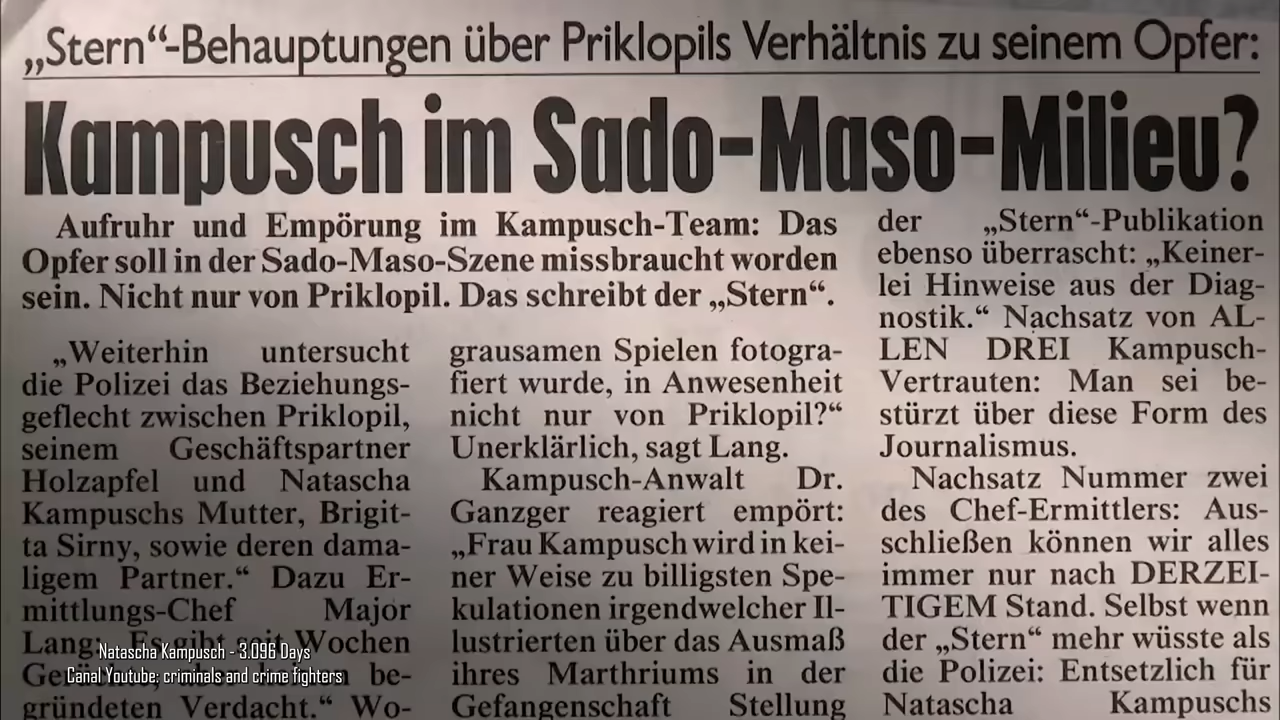 „Stern“-Behauptungen über Priklopils Verhältnis zu seinem Opfer:
Kampusch im Sado-Maso-Milieu?
Aufruhr und Empörung im Kampusch-Team: Das
Opfer soll in der Sado-Maso-Szene missbraucht worden
sein. Nicht nur von Priklopil. Das schreibt der „Stern“.
„Weiterhin untersucht
die Polizei das Beziehungs-
geflecht zwischen Priklopil,
seinem Geschäftspartner
Holzapfel und Natascha
Kampuschs Mutter, Brigit-
ta Sirny, sowie deren dama-
ligem Partner.“ Dazu Er-
mittlungs-Chef Major
Lang: „Es gibt seit Wochen
be-
gründeten Verdacht.“ Wo-
grausamen Spielen fotogra-
fiert wurde, in Anwesenheit
nicht nur von Priklopil?“
Unerklärlich, sagt Lang.
Kampusch-Anwalt Dr.
Ganzger reagiert empört:
„Frau Kampusch wird in kei-
ner Weise zu billigsten Spe-
kulationen irgendwelcher Il-
lustrierten über das Ausmaß
ihres Marthriums in der
Gefangenschaft Stellung
der „Stern“-Publikation
ebenso überrascht: „Keiner-
lei Hinweise aus der Diag-
nostik.“ Nachsatz von AL-
LEN DREI Kampusch-
Vertrauten: Man sei be-
stürzt über diese Form des
Journalismus.
Nachsatz Nummer zwei
des Chef-Ermittlers: Aus-
schließen können wir alles
immer nur nach DERZEI-
TIGEM Stand. Selbst wenn
der „Stern“ mehr wüsste als
die Polizei: Entsetzlich für
Natascha Kampuschs
Natascha Kampusch - 3.096 Days
Canal Youtube: criminals and crime fighters